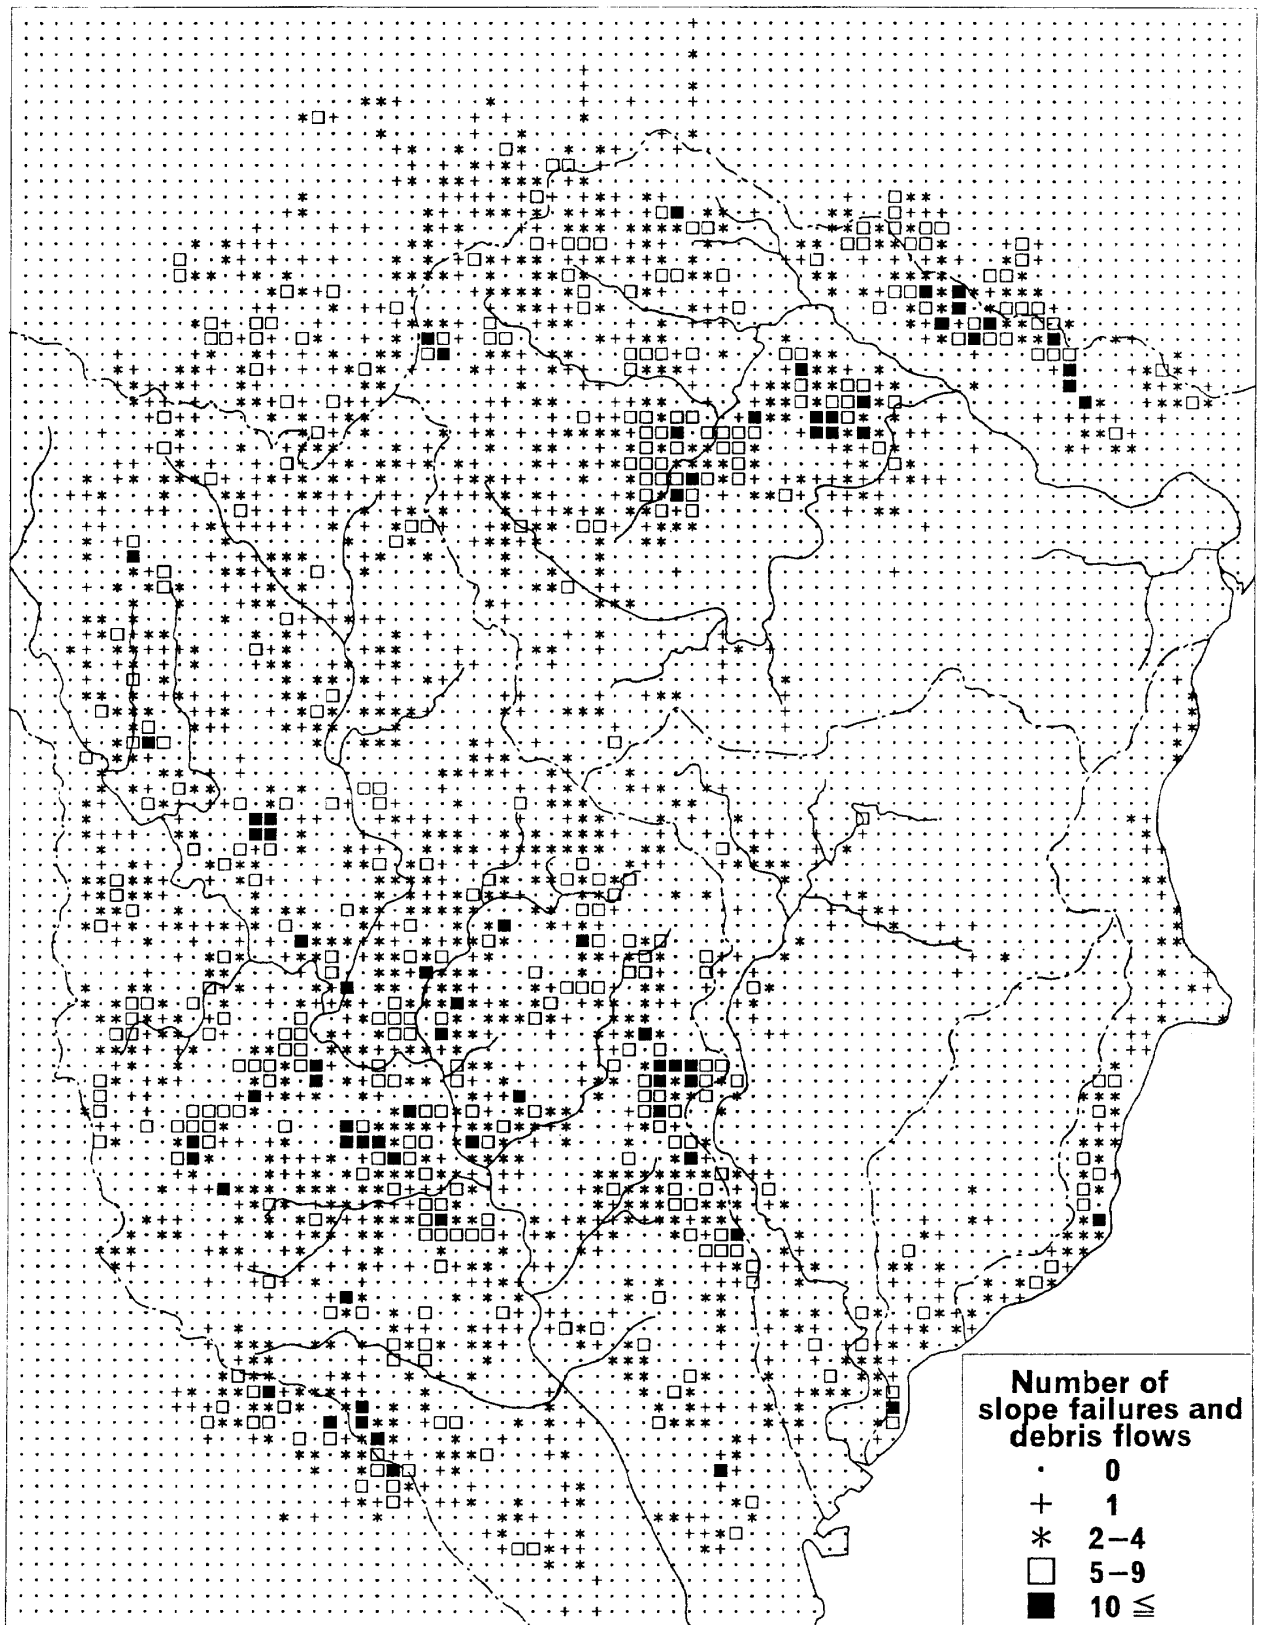 Number of
slope failures and
debris flows
· 0
+ 1
* 2-4
□ 5-9
■ 10 ≦